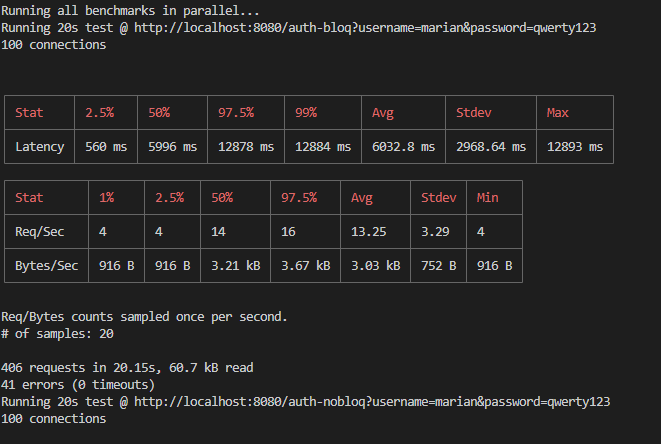 Running all benchmarks in parallel...
Running 20s test @ http://localhost:8080/auth-bloq?username=marian&password=qwerty123
100 connections
Stat 2.5% 50% 97.5% 99% Avg Stdev Max
Latency 560 ms 5996 ms 12878 ms 12884 ms 6032.8 ms 2968.64 ms 12893 ms
Stat 1% 2.5% 50% 97.5% Avg Stdev Min
Req/Sec 4 4 14 16 13.25 3.29 4
Bytes/Sec 916 B 916 B 3.21 kB 3.67 kB 3.03 kB 752 B 916 B
Req/Bytes counts sampled once per second.
# of samples: 20
406 requests in 20.15s, 60.7 kB read
41 errors (0 timeouts)
Running 20s test @ http://localhost:8080/auth-nobloq?username=marian&password=qwerty123
100 connections